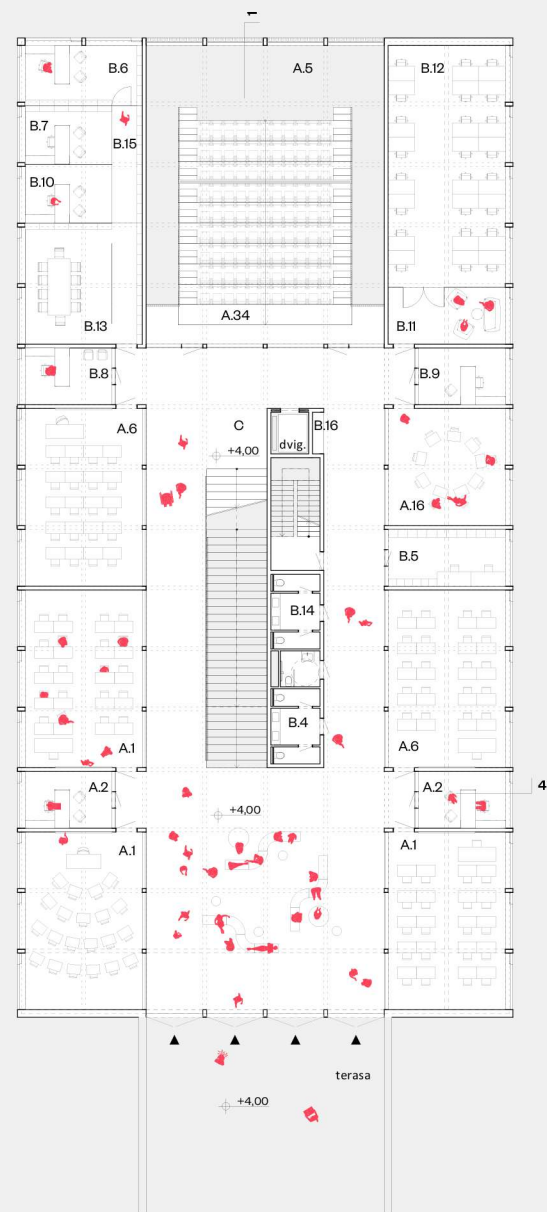 1
B.6
A.5
B.12
B.7
B.15
B.10
A.34
B.13
B.11
B.8
B.9
A.6
C
dvig.
B.16
+4,00
A.16
B.5
B.14
B.4
A.1
A.6
A.2
A.2
4
+4,00
A.1
A.1
terasa
+4,00